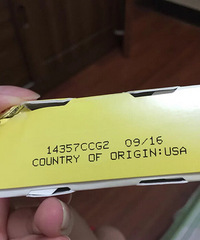 14357CCG2 09/16
COUNTRY OF ORIGIN:USA